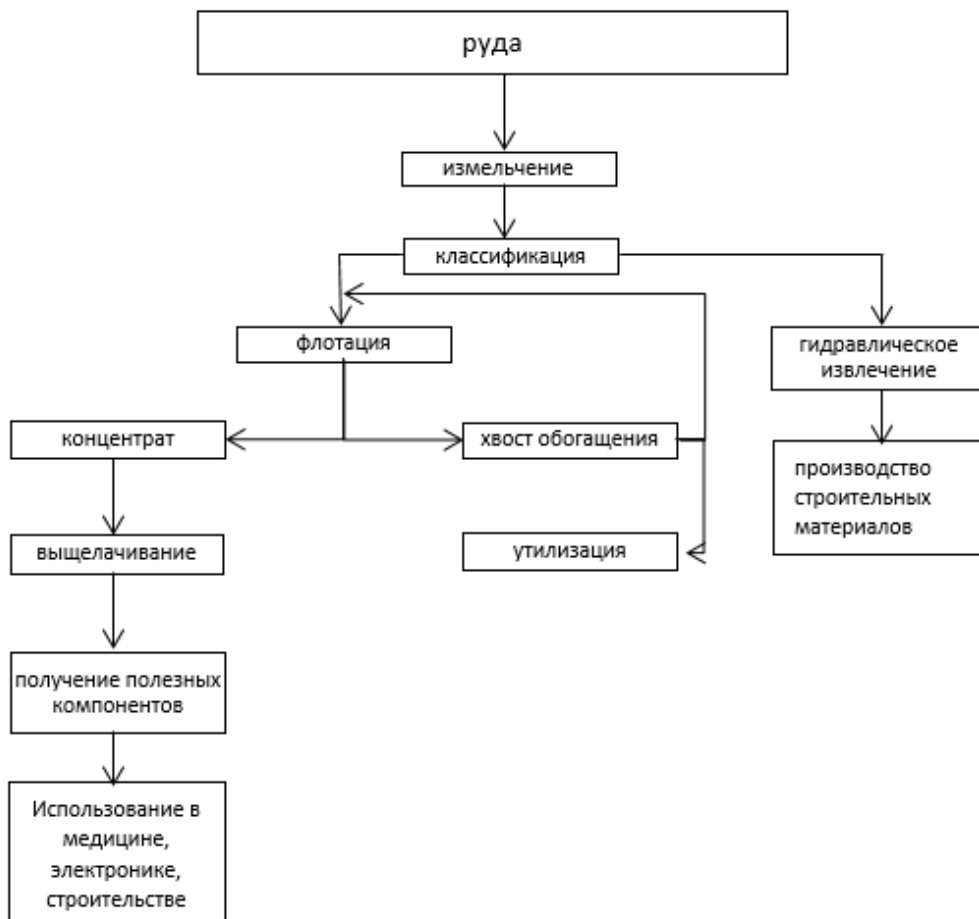 руда
измельчение
классификация
флотация
гидравлическое
извлечение
концентрат
хвост обогащения
производство
строительных
материалов
выщелачивание
утилизация
получение полезных
компонентов
Использование в
медицине,
электронике,
строительстве